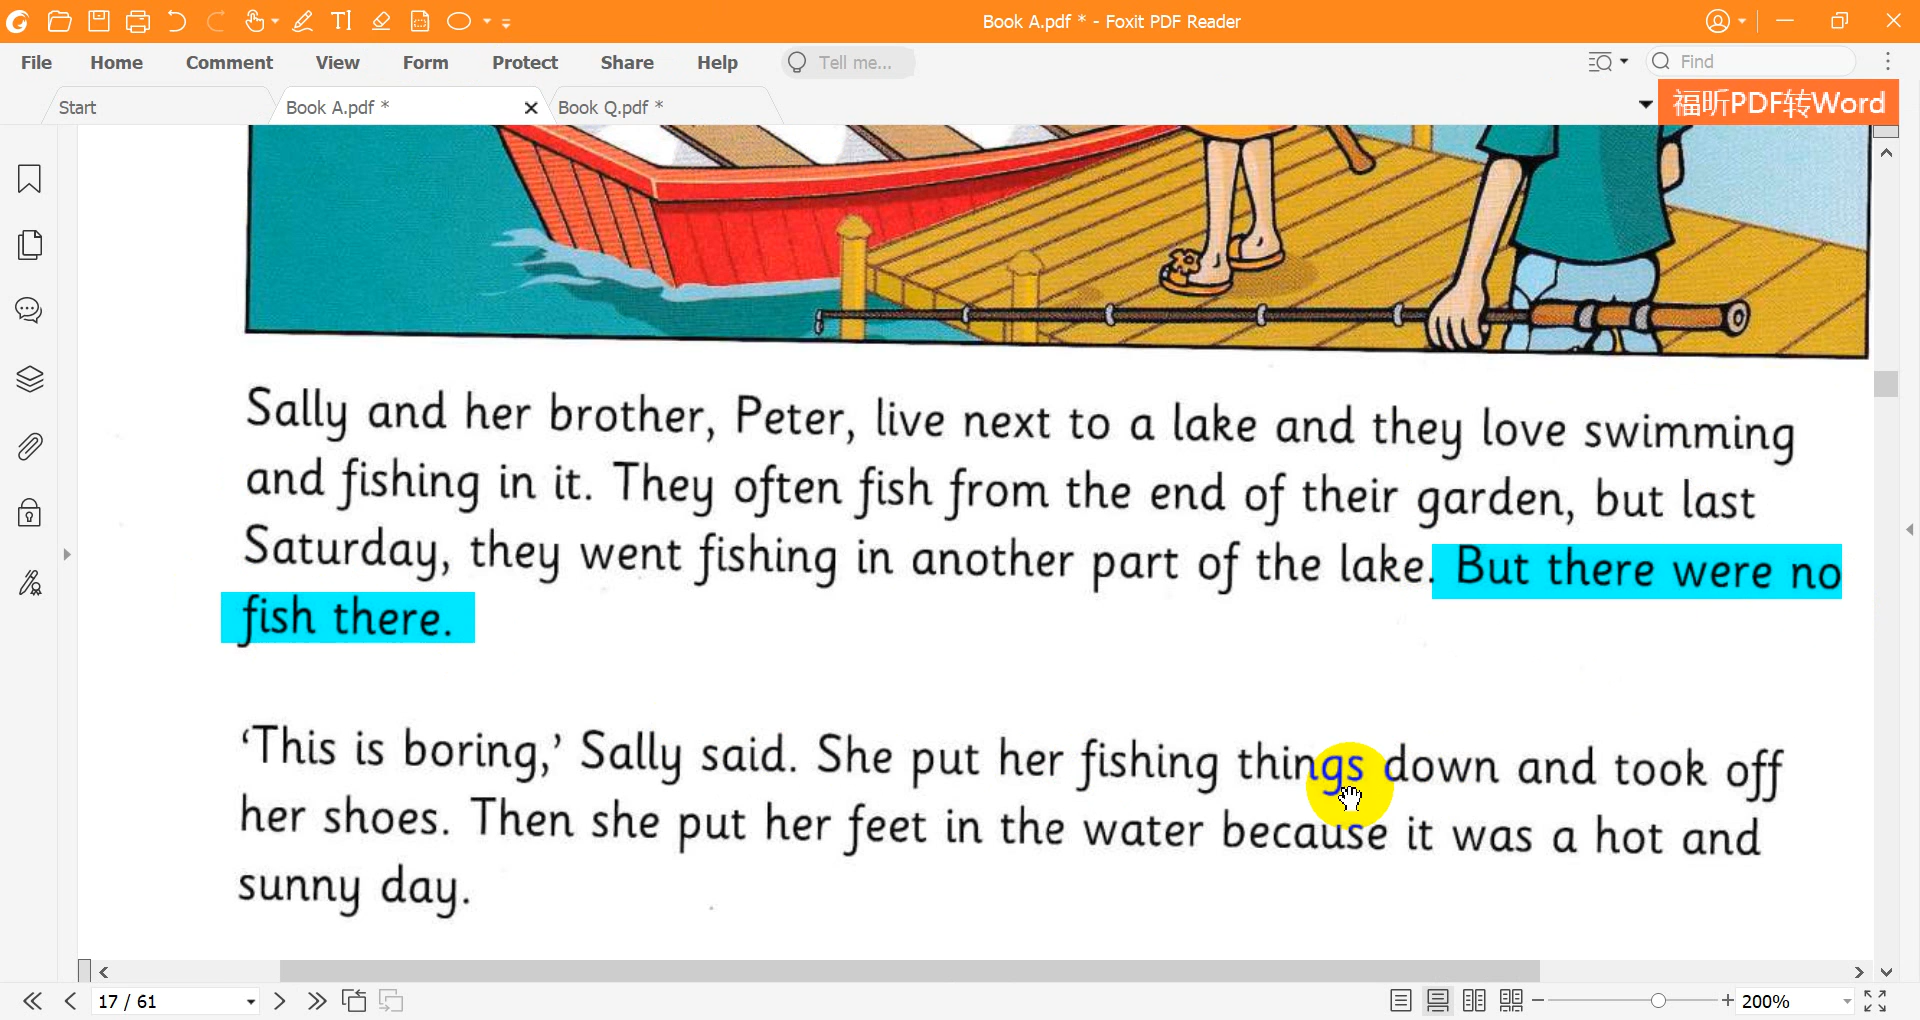 Book A.pdf * - Foxit PDF Reader
File Home Comment View Form Protect Share Help Tell me... Find
Start Book A.pdf * Book Q.pdf * 福昕PDF转Word
Sally and her brother, Peter, live next to a lake and they love swimming
and fishing in it. They often fish from the end of their garden, but last
Saturday, they went fishing in another part of the lake. But there were no
fish there.
‘This is boring,’ Sally said. She put her fishing things down and took off
her shoes. Then she put her feet in the water because it was a hot and
sunny day.
17 / 61 200%